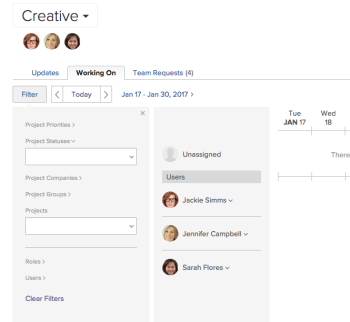 Creative
Updates Working On Team Requests (4)
Filter < Today > Jan 17 - Jan 30, 2017 >
Tue Wed
JAN 17 18
Project Priorities >
Project Statuses
Unassigned
There
Users
Project Companies >
Project Groups >
Jackie Simms
Projects
Jennifer Campbell
Roles >
Sarah Flores
Users >
Clear Filters